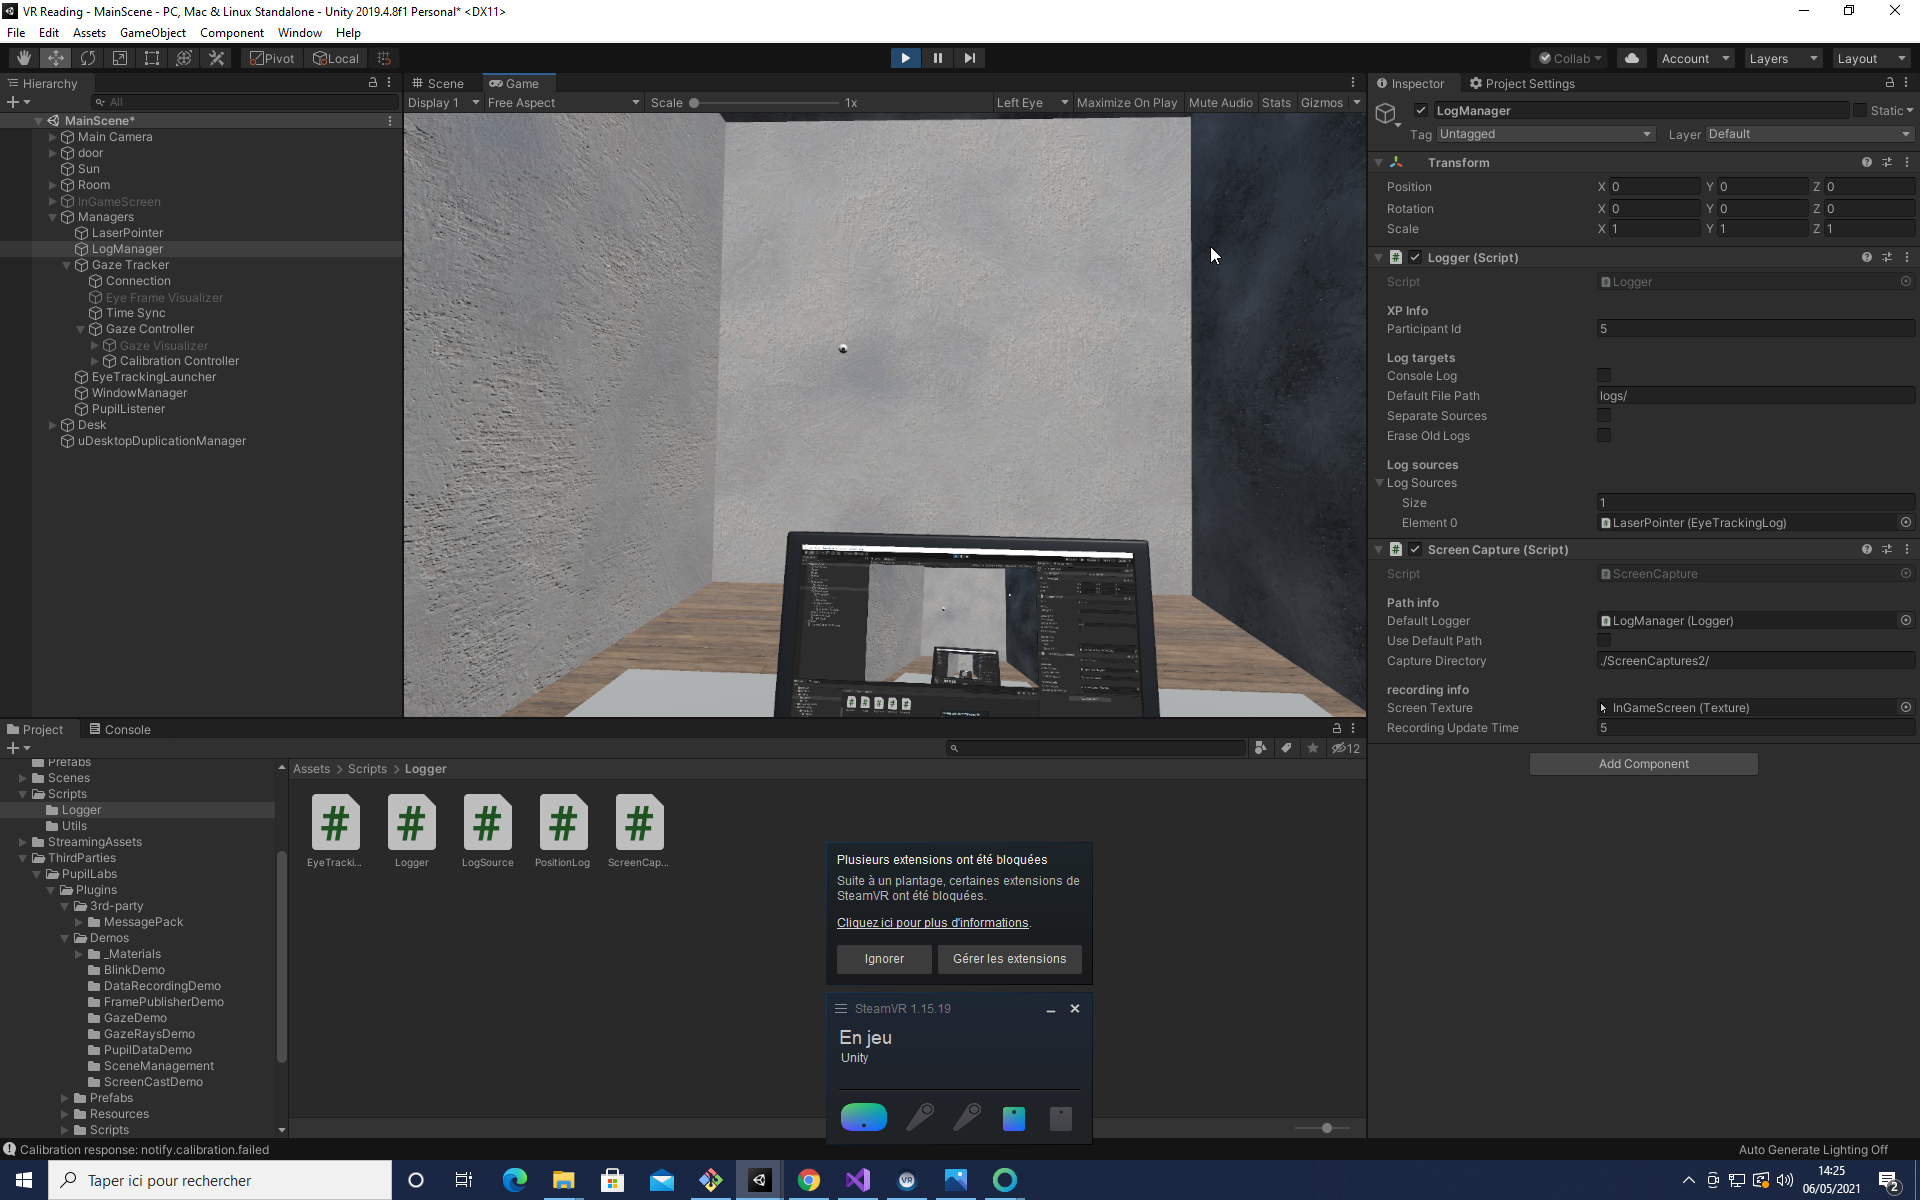 VR Reading - MainScene - PC, Mac & Linux Standalone - Unity 2019.4.8f1 Personal* <DX11>
File Edit Assets GameObject Component Window Help
Pivot Local Collab Account Layers Layout
Hierarchy
All
MainScene*
Main Camera
door
Sun
Room
InGameScreen
Managers
LaserPointer
LogManager
Gaze Tracker
Connection
Eye Frame Visualizer
Time Sync
Gaze Controller
Gaze Visualizer
Calibration Controller
EyeTrackingLauncher
WindowManager
PupilListener
Desk
uDesktopDuplicationManager
Scene Game
Display 1 Free Aspect Scale 1x Left Eye Maximize On Play Mute Audio Stats Gizmos
Inspector Project Settings
LogManager Static
Tag Untagged Layer Default
Transform
Position X 0 Y 0 Z 0
Rotation X 0 Y 0 Z 0
Scale X 1 Y 1 Z 1
Logger (Script)
Script Logger
XP Info
Participant Id 5
Log targets
Console Log
Default File Path logs/
Separate Sources
Erase Old Logs
Log sources
Log Sources
Size 1
Element 0 LaserPointer (EyeTrackingLog)
Screen Capture (Script)
Script ScreenCapture
Path info
Default Logger LogManager (Logger)
Use Default Path
Capture Directory ./ScreenCaptures2/
recording info
Screen Texture InGameScreen (Texture)
Recording Update Time 5
Add Component
Project Console
12
Prefabs
Scenes
Scripts
Logger
Utils
StreamingAssets
ThirdParties
PupilLabs
Plugins
3rd-party
MessagePack
Demos
_Materials
BlinkDemo
DataRecordingDemo
FramePublisherDemo
GazeDemo
GazeRaysDemo
PupilDataDemo
SceneManagement
ScreenCastDemo
Prefabs
Resources
Scripts
Assets > Scripts > Logger
EyeTracki... Logger LogSource PositionLog ScreenCap...
Plusieurs extensions ont été bloquées
Suite à un plantage, certaines extensions de
SteamVR ont été bloquées.
Cliquez ici pour plus d'informations.
Ignorer Gérer les extensions
SteamVR 1.15.19
En jeu
Unity
Calibration response: notify.calibration.failed
Auto Generate Lighting Off
Taper ici pour rechercher
VR
14:25
06/05/2021
2